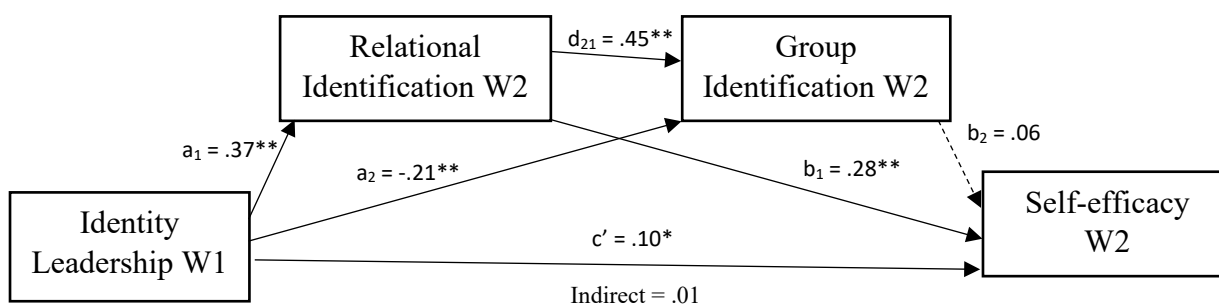 Relational
Identification W2
d₂₁ = .45**
Group
Identification W2
a₁ = .37**
a₂ = -.21**
b₁ = .28**
b₂ = .06
Identity
Leadership W1
c’ = .10*
Self-efficacy
W2
Indirect = .01